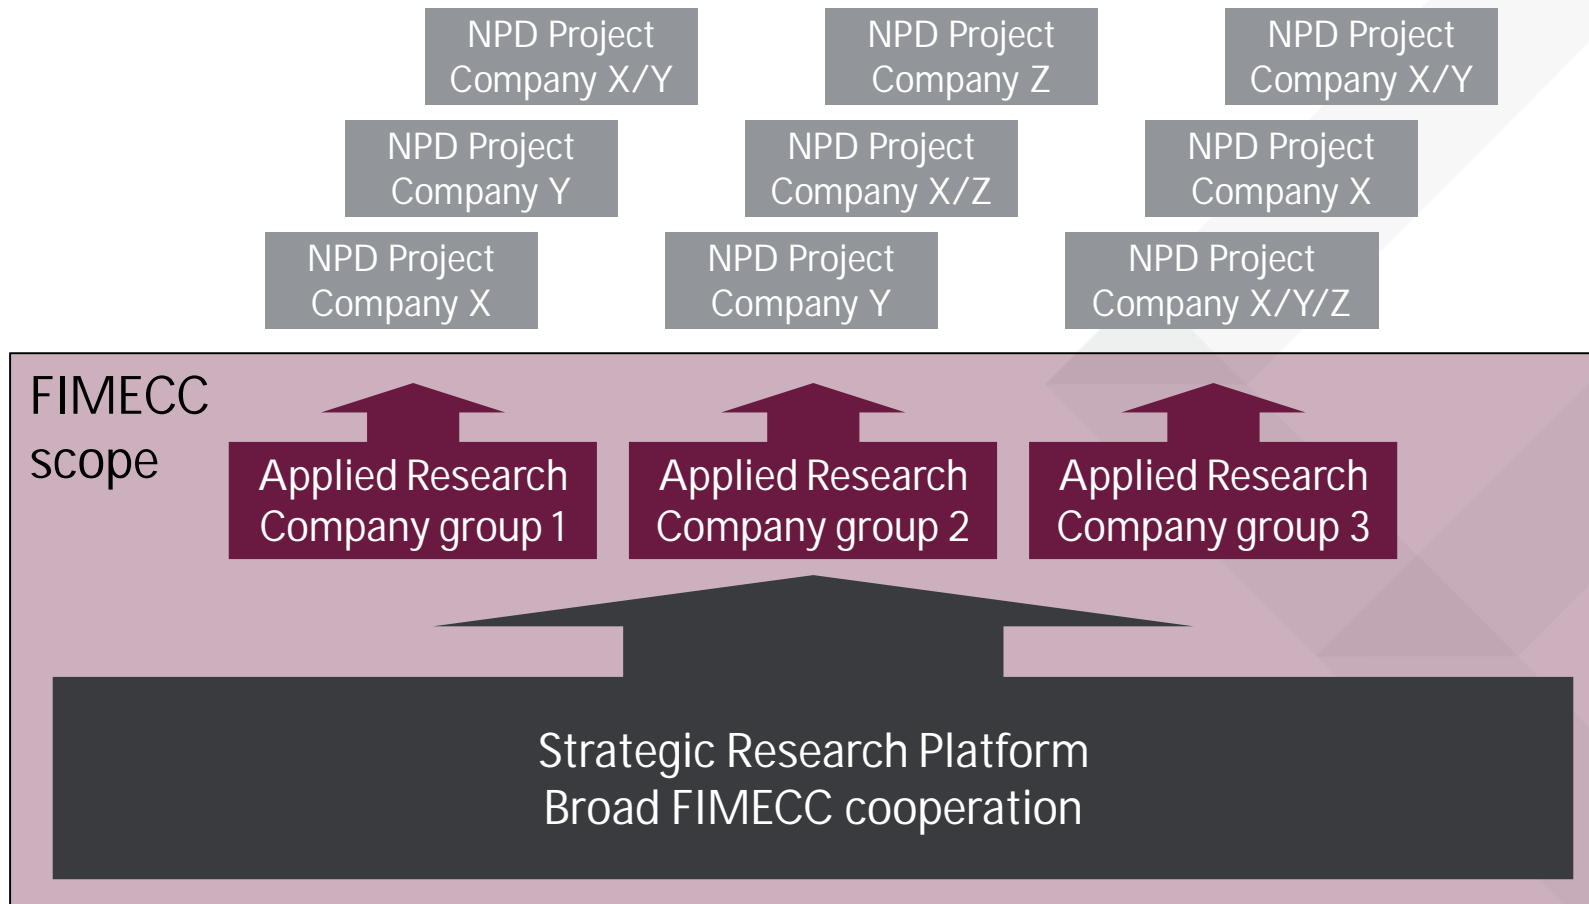 NPD Project
Company X/Y
NPD Project
Company Z
NPD Project
Company X/Y
NPD Project
Company Y
NPD Project
Company X/Z
NPD Project
Company X
NPD Project
Company X
NPD Project
Company Y
NPD Project
Company X/Y/Z
FIMECC
scope
Applied Research
Company group 1
Applied Research
Company group 2
Applied Research
Company group 3
Strategic Research Platform
Broad FIMECC cooperation